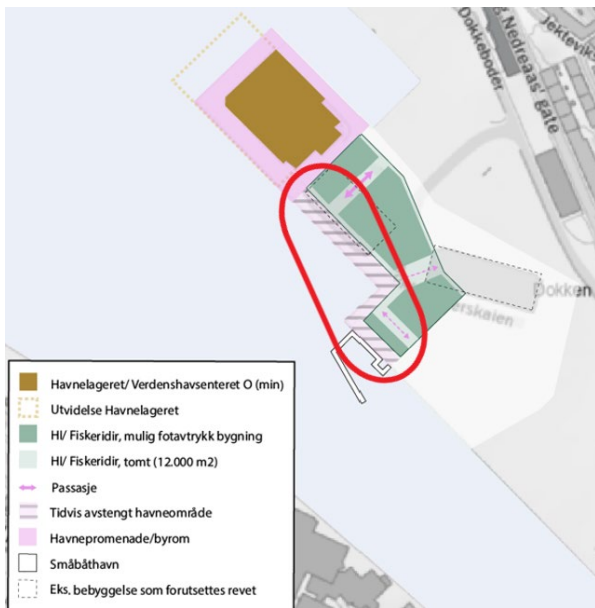 Dokkeboder
Nedreaas' gate
Jekteviks
Dokken
erskaien
Havnelageret/ Verdenshavsenteret O (min)
Utvidelse Havnelageret
HI/ Fiskeridir, mulig fotavtrykk bygning
HI/ Fiskeridir, tomt (12.000 m2)
Passasje
Tidvis avstengt havneområde
Havnepromenade/byrom
Småbåthavn
Eks. bebyggelse som forutsettes revet